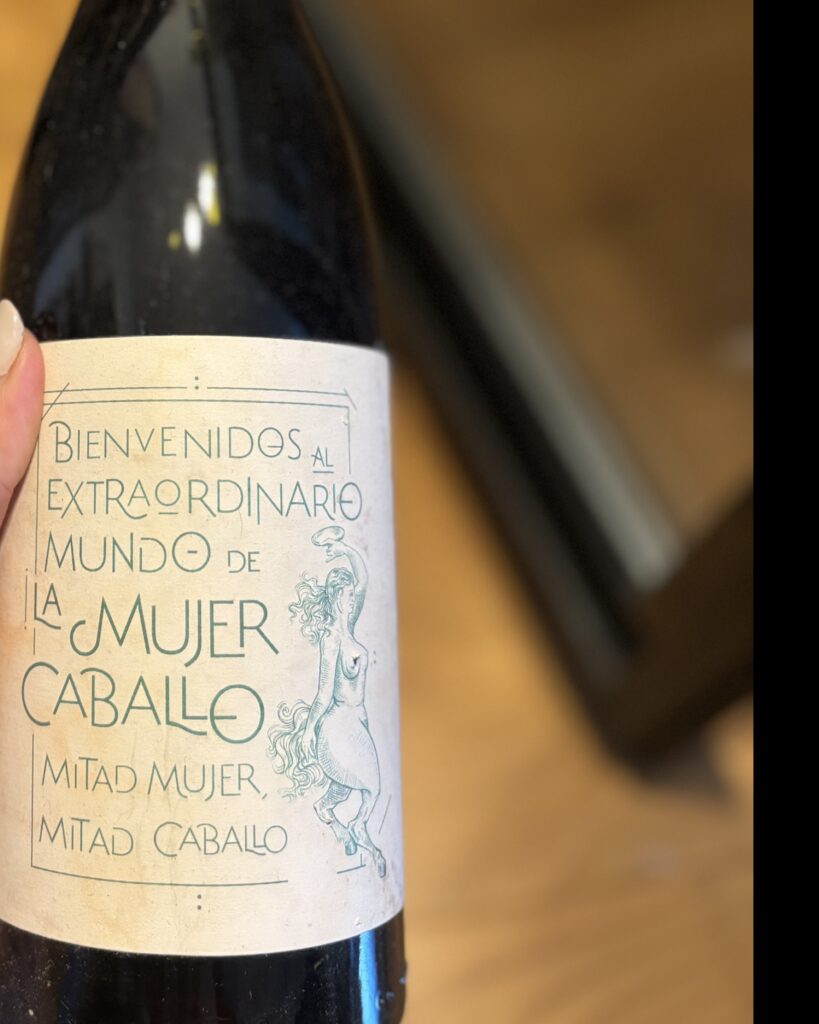 BIENVENIDOS AL
EXTRAORDINARIO
MUNDO DE
LA MUJER
CABALLO
MITAD MUJER,
MITAD CABALLO